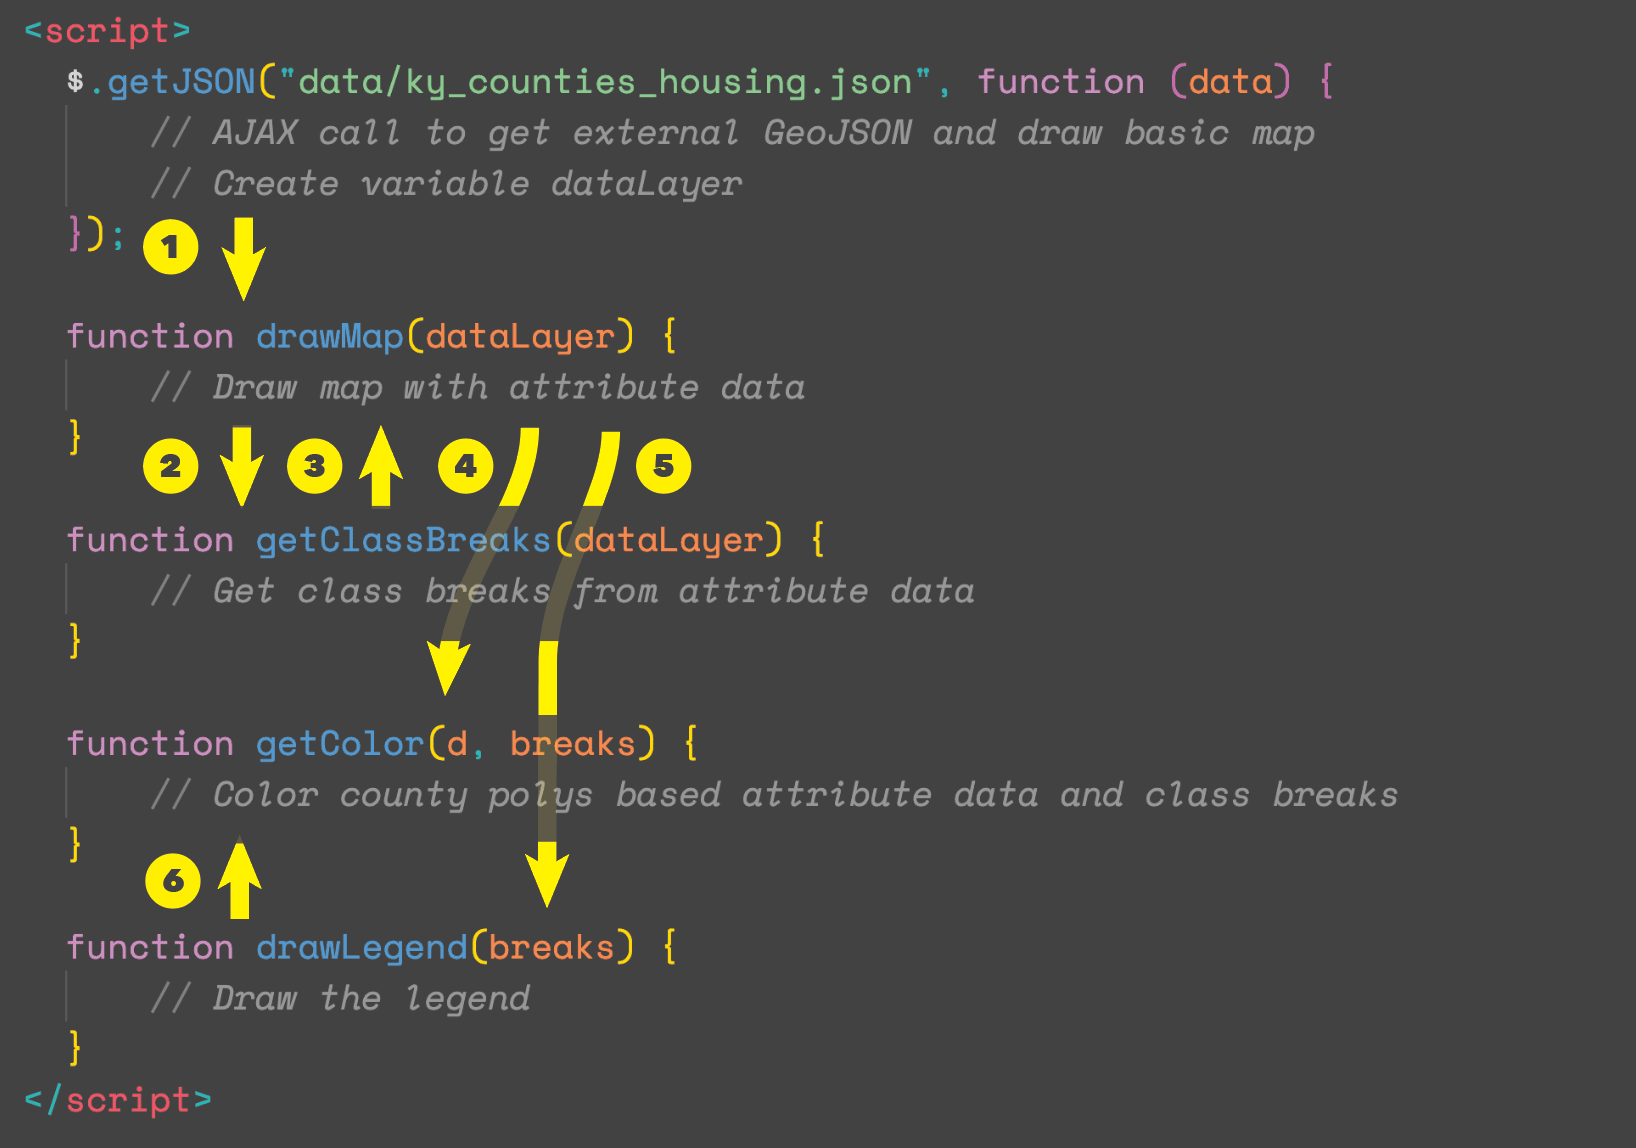 <script>
$.getJSON("data/ky_counties_housing.json", function (data) {
// AJAX call to get external GeoJSON and draw basic map
// Create variable dataLayer
}); 1
function drawMap(dataLayer) {
// Draw map with attribute data
}
2 3 4 5
function getClassBreaks(dataLayer) {
// Get class breaks from attribute data
}
function getColor(d, breaks) {
// Color county polys based attribute data and class breaks
}
6
function drawLegend(breaks) {
// Draw the legend
}
</script>